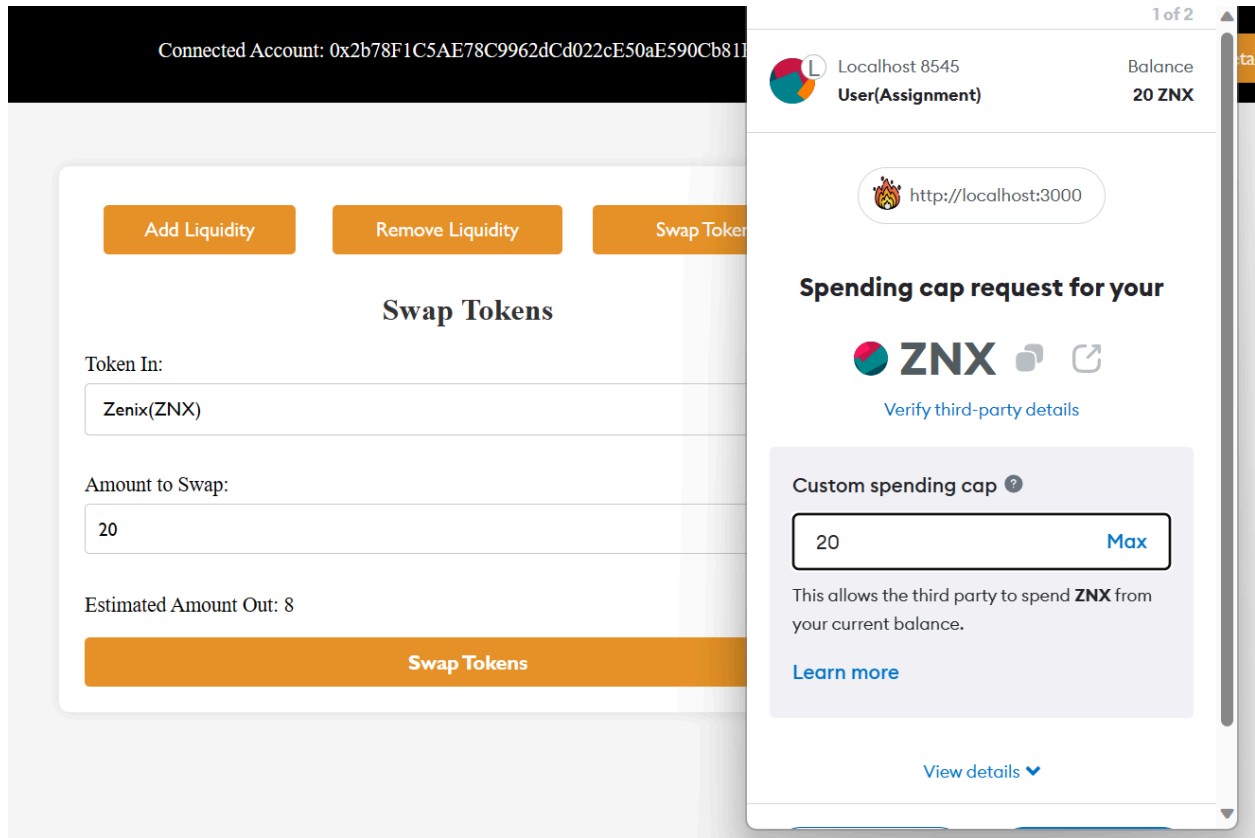 1 of 2
Connected Account: 0x2b78F1C5AE78C9962dCd022cE50aE590Cb81
L
Localhost 8545
Balance
User(Assignment)
20 ZNX
http://localhost:3000
Add Liquidity
Remove Liquidity
Swap Token
Spending cap request for your
Swap Tokens
ZNX
Token In:
Zenix(ZNX)
Verify third-party details
Amount to Swap:
20
Custom spending cap ?
20
Max
Estimated Amount Out: 8
This allows the third party to spend ZNX from
your current balance.
Swap Tokens
Learn more
View details